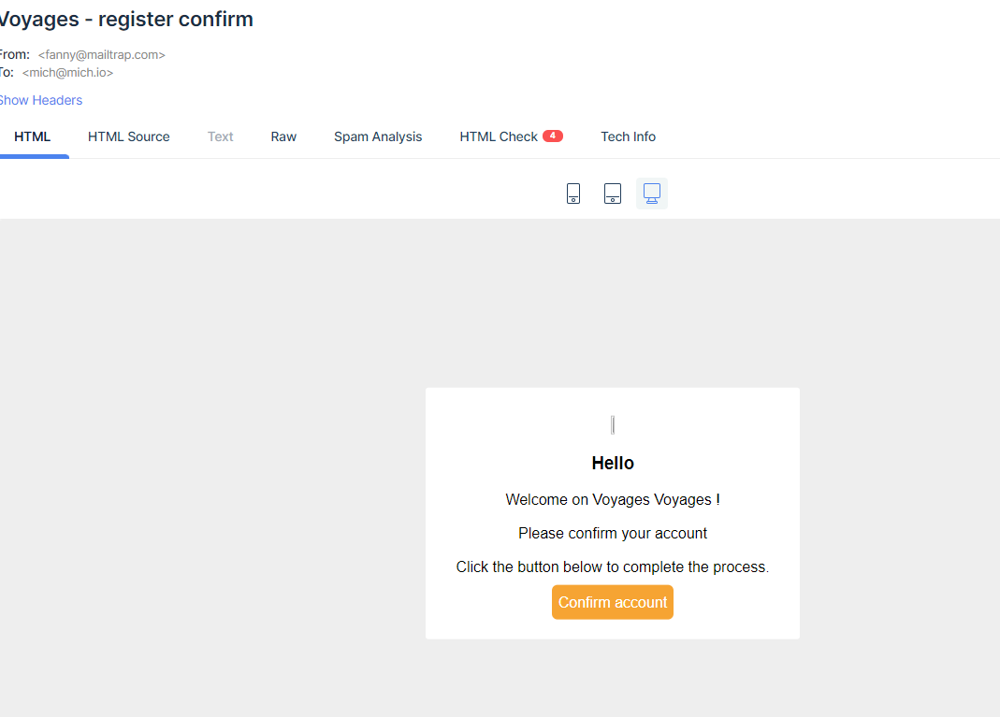 Voyages - register confirm
From: <fanny@mailtrap.com>
To: <mich@mich.io>
Show Headers
HTML HTML Source Text Raw Spam Analysis HTML Check 4 Tech Info
Hello
Welcome on Voyages Voyages !
Please confirm your account
Click the button below to complete the process.
Confirm account